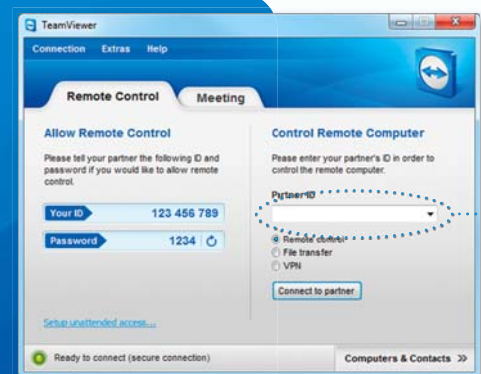 TeamViewer
Connection Extras Help
Remote Control
Meeting
Allow Remote Control
Please tell your partner the following ID and
password if you would like to allow remote
control.
Your ID 123 456 789
Password 1234
Setup unattended access...
Control Remote Computer
Please enter your partner's ID in order to
control the remote computer.
Partner ID
Remote control
File transfer
VPN
Connect to partner
Ready to connect (secure connection)
Computers & Contacts >>